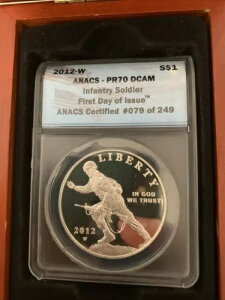 2012-W S$1
ANACS - PR70 DCAM
Infantry Soldier
First Day of Issue™
ANACS Certified #079 of 249
LIBERTY
IN GOD
WE TRUST
2012
W